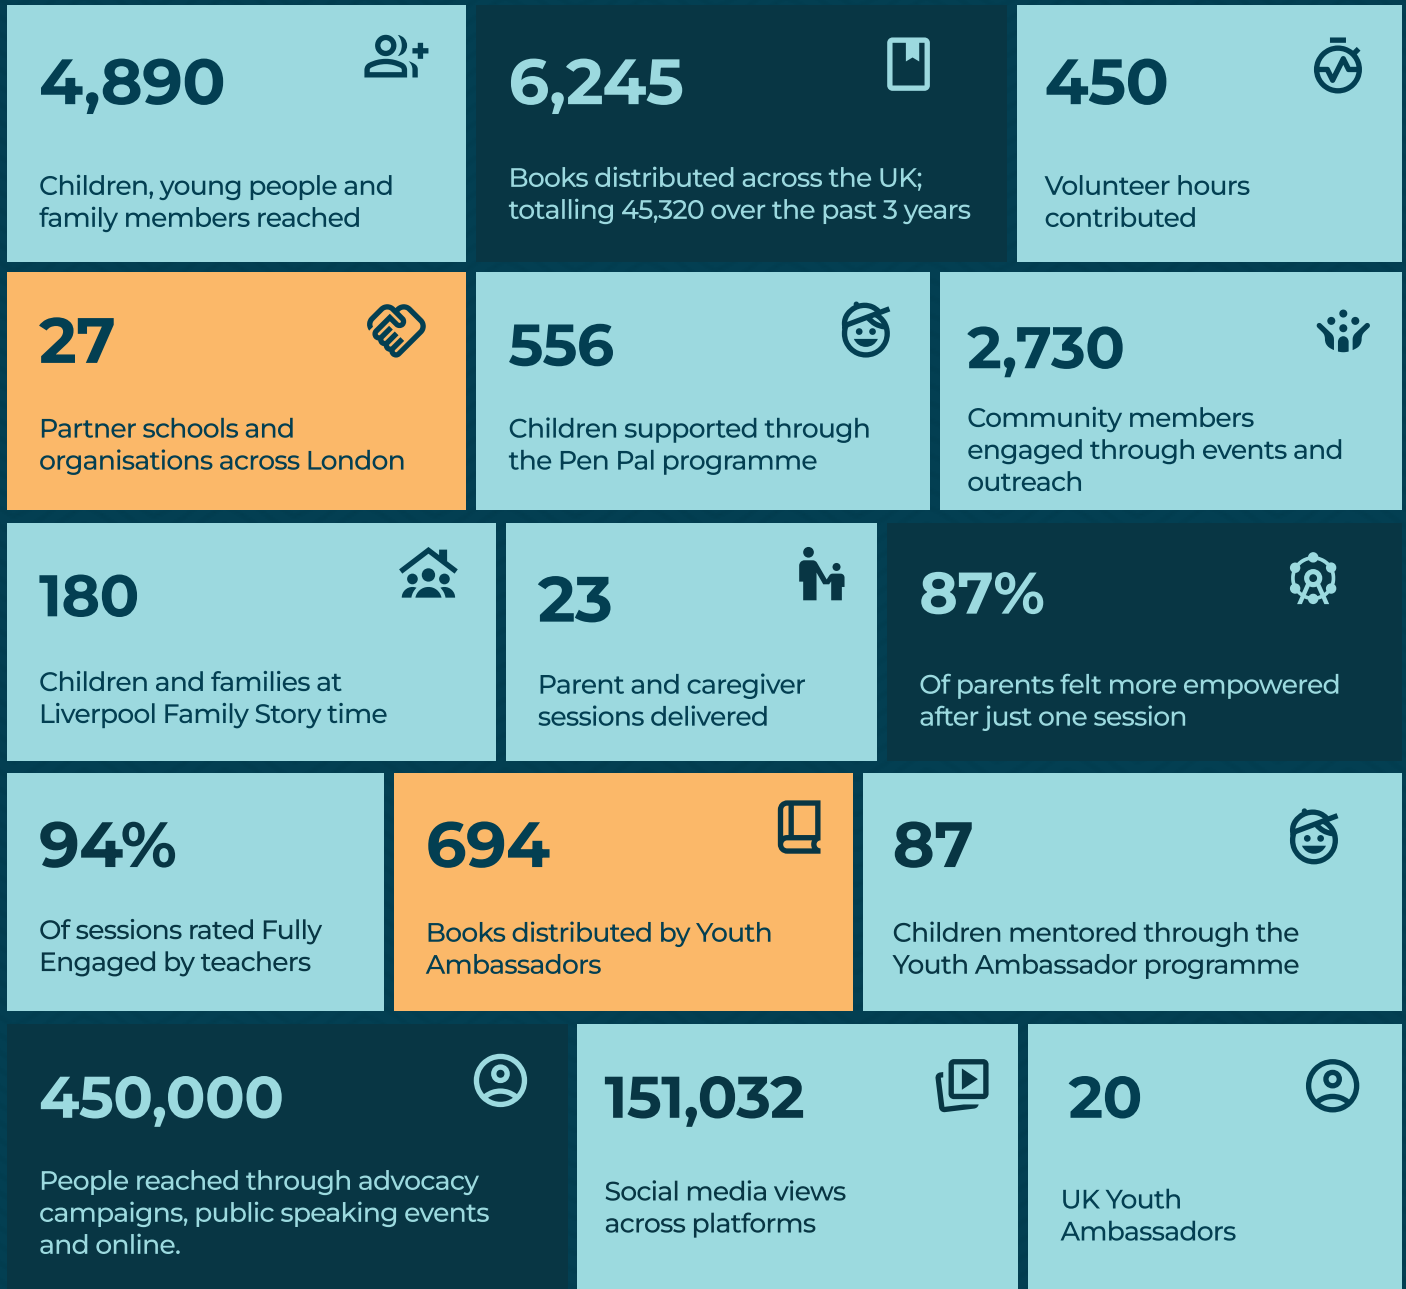 4,890
Children, young people and
family members reached
6,245
Books distributed across the UK;
totalling 45,320 over the past 3 years
450
Volunteer hours
contributed
27
Partner schools and
organisations across London
556
Children supported through
the Pen Pal programme
2,730
Community members
engaged through events and
outreach
180
Children and families at
Liverpool Family Story time
23
Parent and caregiver
sessions delivered
87%
Of parents felt more empowered
after just one session
94%
Of sessions rated Fully
Engaged by teachers
694
Books distributed by Youth
Ambassadors
87
Children mentored through the
Youth Ambassador programme
450,000
People reached through advocacy
campaigns, public speaking events
and online.
151,032
Social media views
across platforms
20
UK Youth
Ambassadors